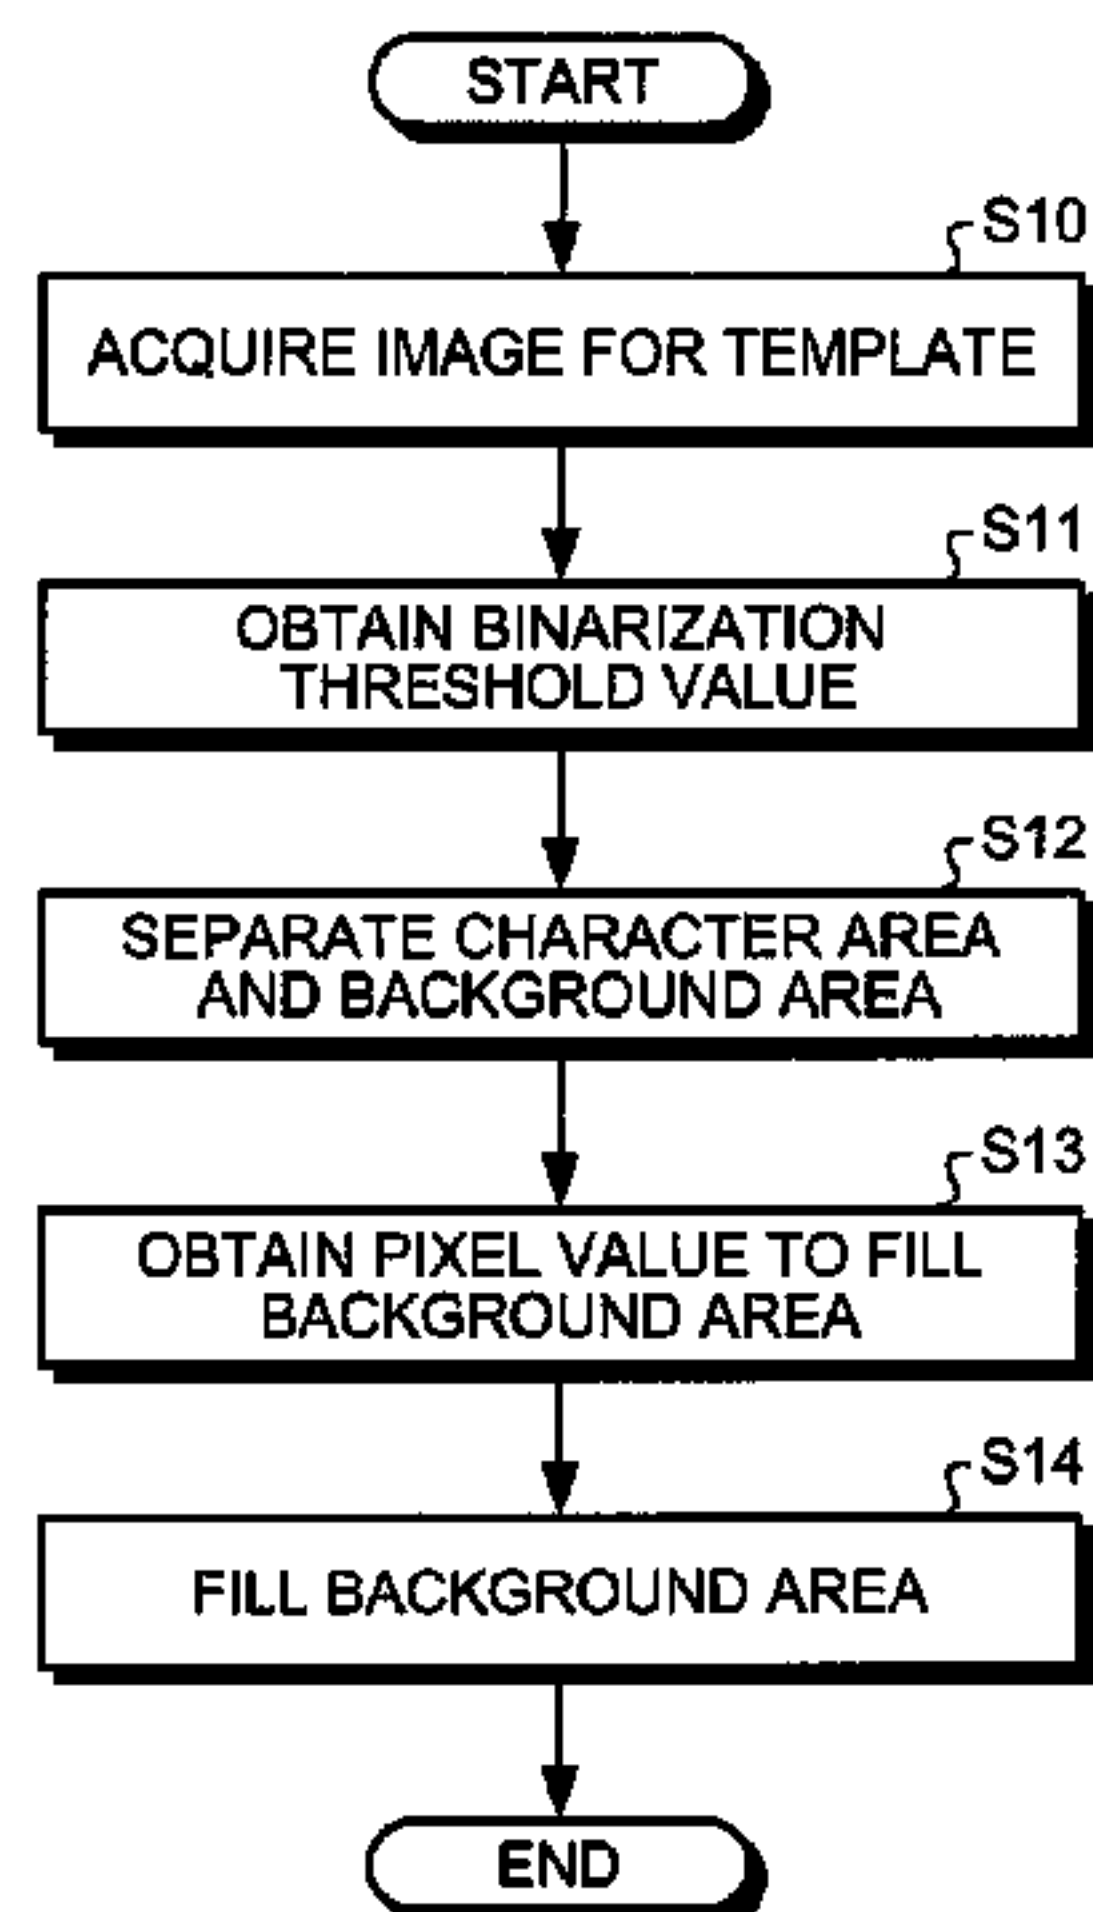 START
S10
ACQUIRE IMAGE FOR TEMPLATE
S11
OBTAIN BINARIZATION
THRESHOLD VALUE
S12
SEPARATE CHARACTER AREA
AND BACKGROUND AREA
S13
OBTAIN PIXEL VALUE TO FILL
BACKGROUND AREA
S14
FILL BACKGROUND AREA
END